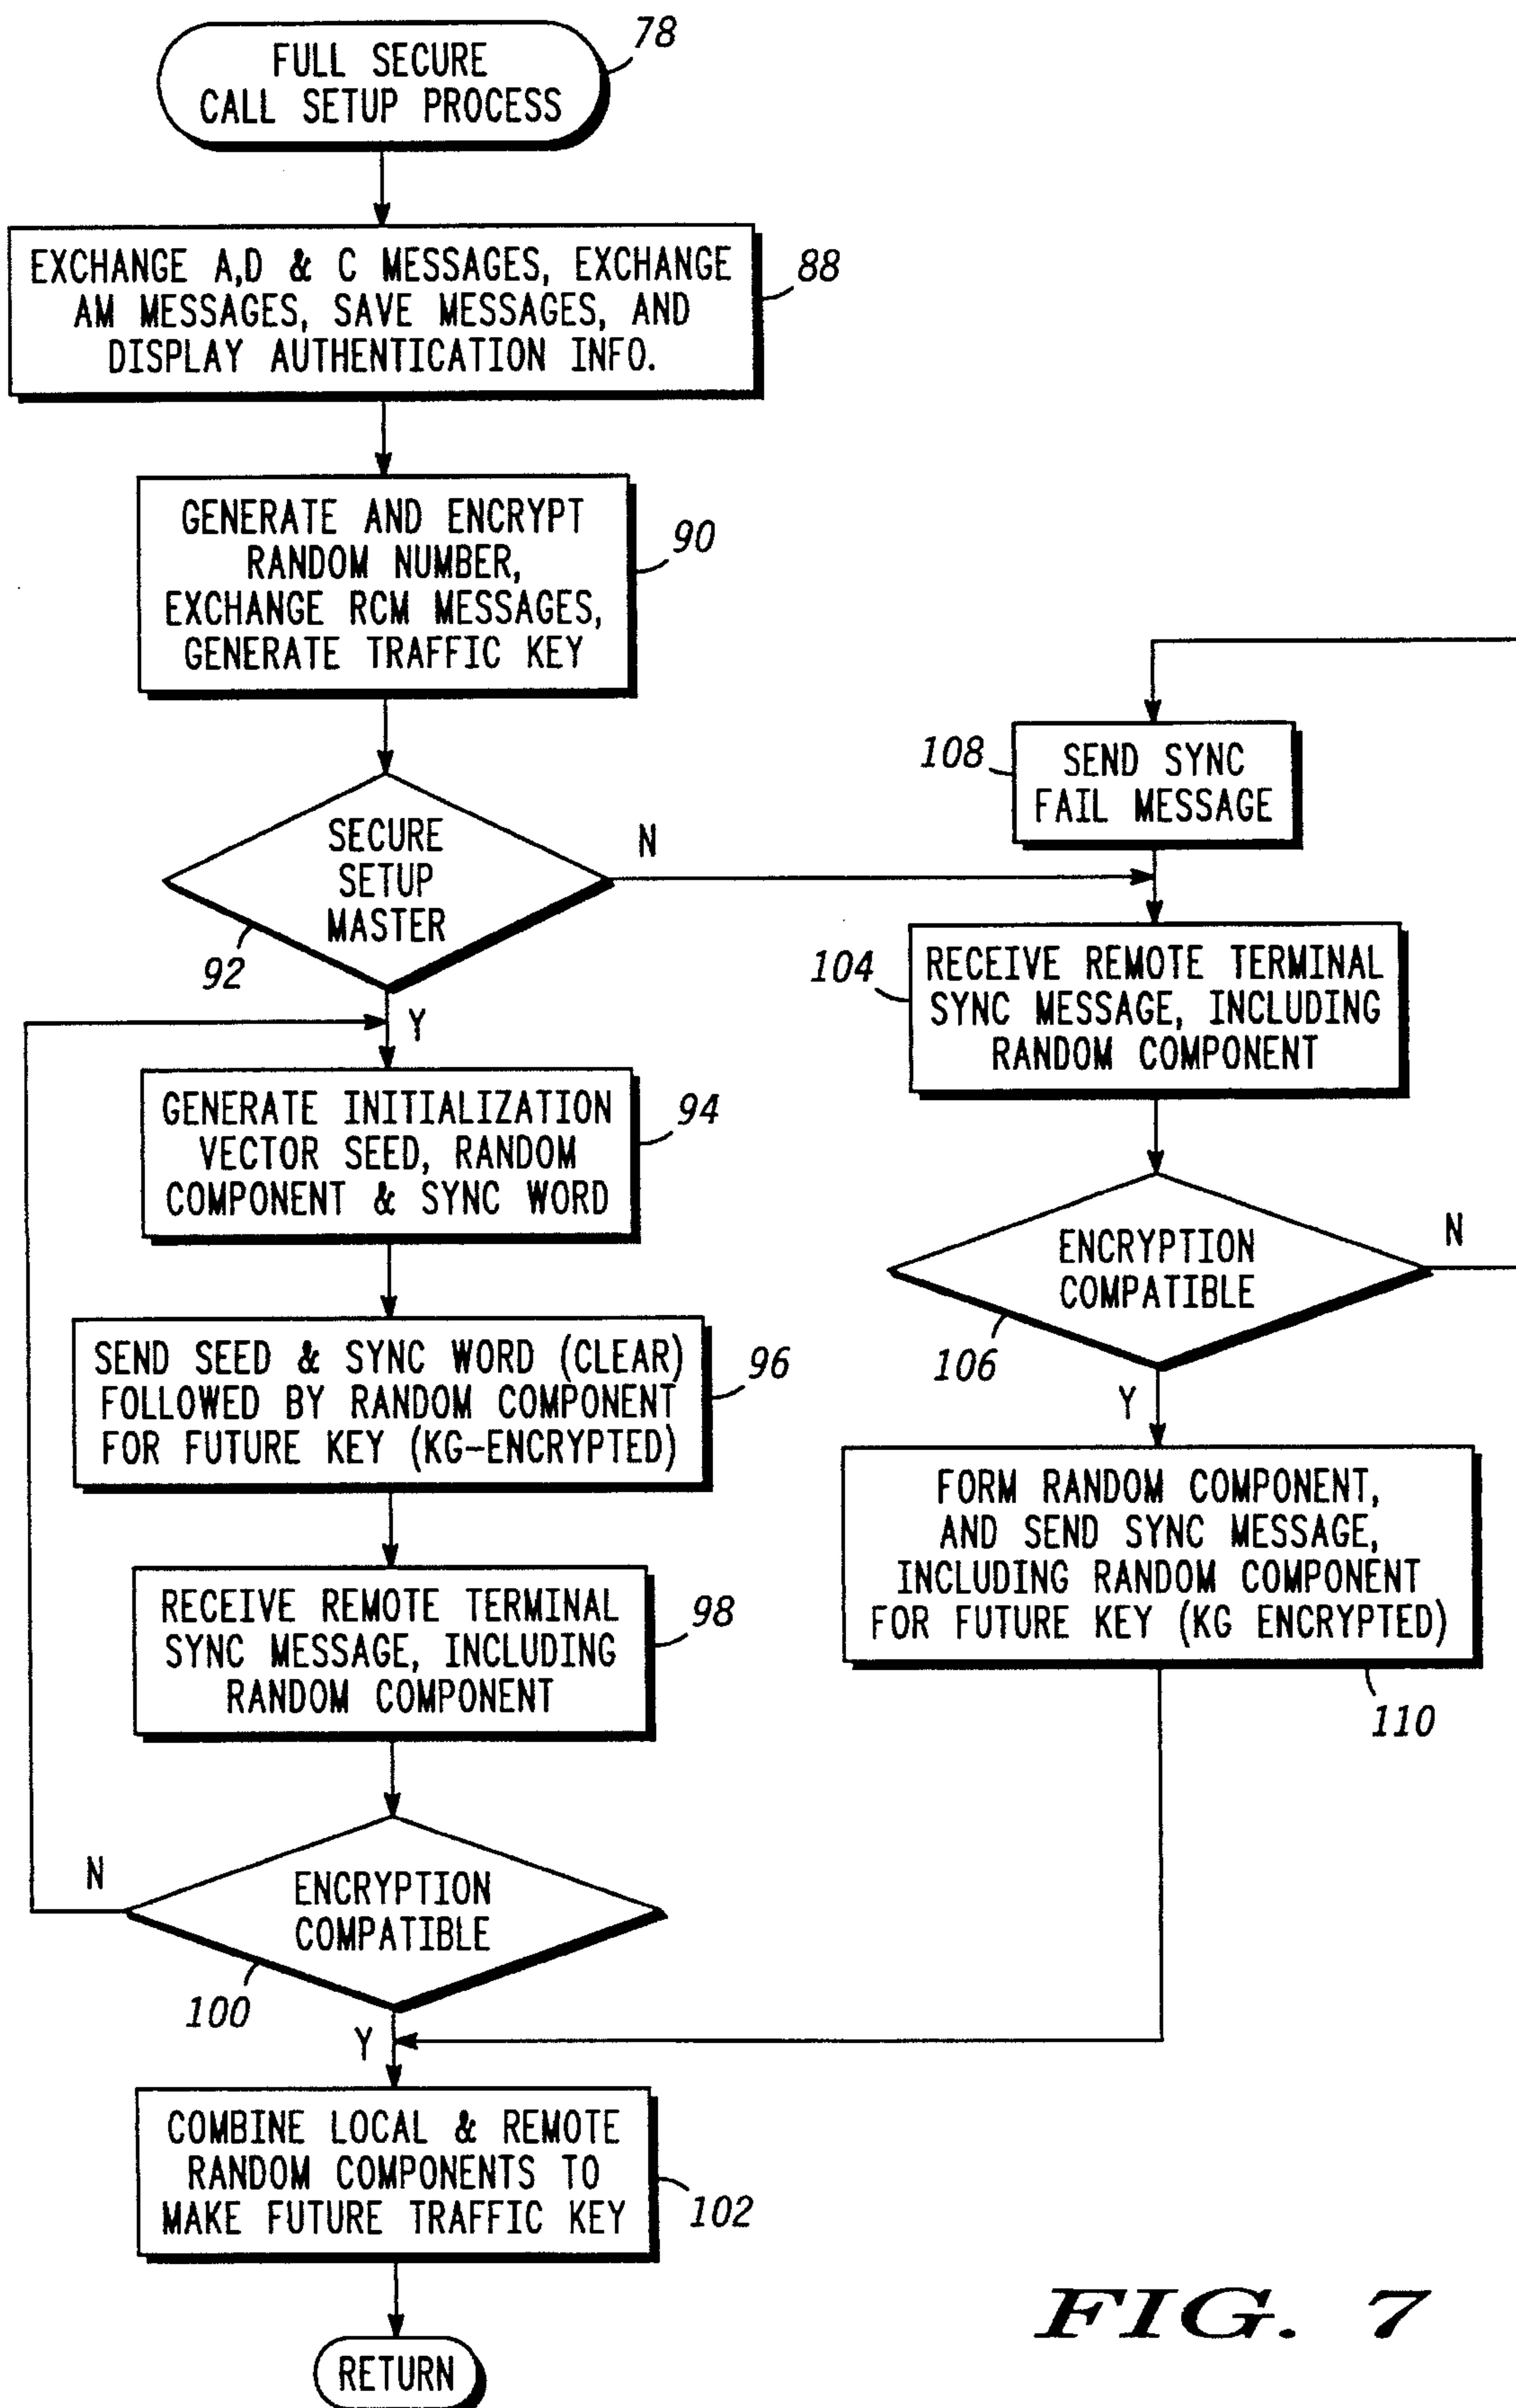 FULL SECURE
CALL SETUP PROCESS
78
EXCHANGE A,D & C MESSAGES, EXCHANGE
AM MESSAGES, SAVE MESSAGES, AND
DISPLAY AUTHENTICATION INFO.
88
GENERATE AND ENCRYPT
RANDOM NUMBER,
EXCHANGE RCM MESSAGES,
GENERATE TRAFFIC KEY
90
SECURE
SETUP
MASTER
92
N
Y
GENERATE INITIALIZATION
VECTOR SEED, RANDOM
COMPONENT & SYNC WORD
94
SEND SEED & SYNC WORD (CLEAR)
FOLLOWED BY RANDOM COMPONENT
FOR FUTURE KEY (KG-ENCRYPTED)
96
RECEIVE REMOTE TERMINAL
SYNC MESSAGE, INCLUDING
RANDOM COMPONENT
98
ENCRYPTION
COMPATIBLE
N
100
Y
COMBINE LOCAL & REMOTE
RANDOM COMPONENTS TO
MAKE FUTURE TRAFFIC KEY
102
RETURN
108
SEND SYNC
FAIL MESSAGE
104
RECEIVE REMOTE TERMINAL
SYNC MESSAGE, INCLUDING
RANDOM COMPONENT
ENCRYPTION
COMPATIBLE
N
106
Y
FORM RANDOM COMPONENT,
AND SEND SYNC MESSAGE,
INCLUDING RANDOM COMPONENT
FOR FUTURE KEY (KG ENCRYPTED)
110
FIG. 7